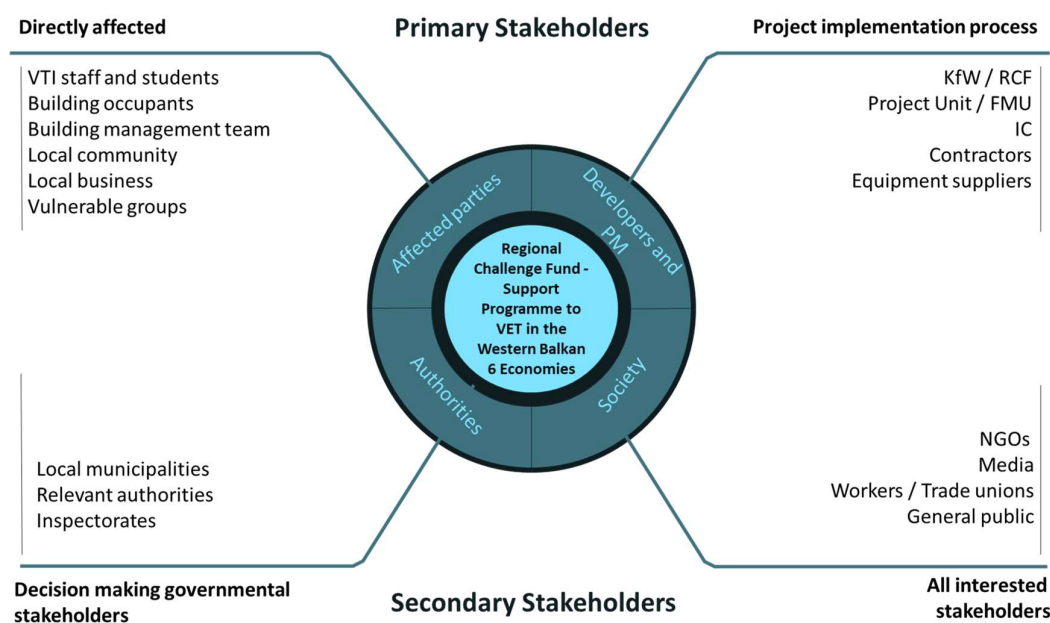 Directly affected
Primary Stakeholders
Project implementation process
VTI staff and students
Building occupants
Building management team
Local community
Local business
Vulnerable groups
KfW / RCF
Project Unit / FMU
IC
Contractors
Equipment suppliers
Affected parties
Developers and
PM
Regional
Challenge Fund -
Support
Programme to
VET in the
Western Balkan
6 Economies
Authorities
Society
Local municipalities
Relevant authorities
Inspectorates
NGOs
Media
Workers / Trade unions
General public
Decision making governmental
stakeholders
Secondary Stakeholders
All interested
stakeholders